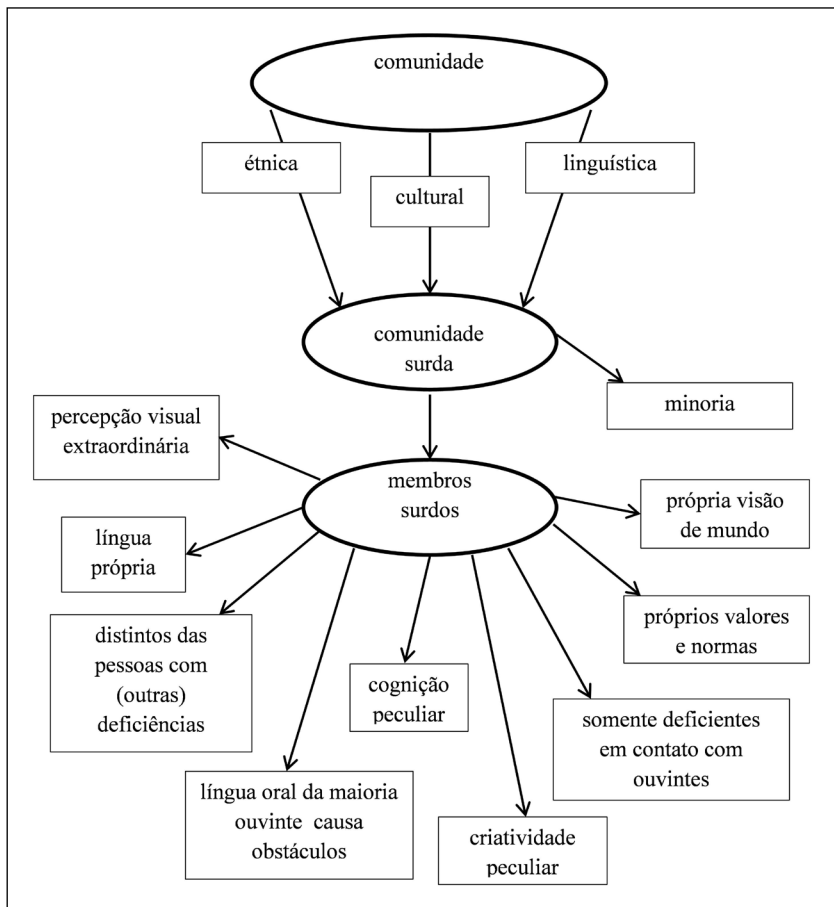 comunidade
étnica
linguística
cultural
comunidade
surda
minoria
percepção visual
extraordinária
membros
surdos
própria visão
de mundo
língua
própria
próprios valores
e normas
distintos das
pessoas com
(outras)
deficiências
cognição
peculiar
somente deficientes
em contato com
ouvintes
língua oral da maioria
ouvinte causa
obstáculos
criatividade
peculiar